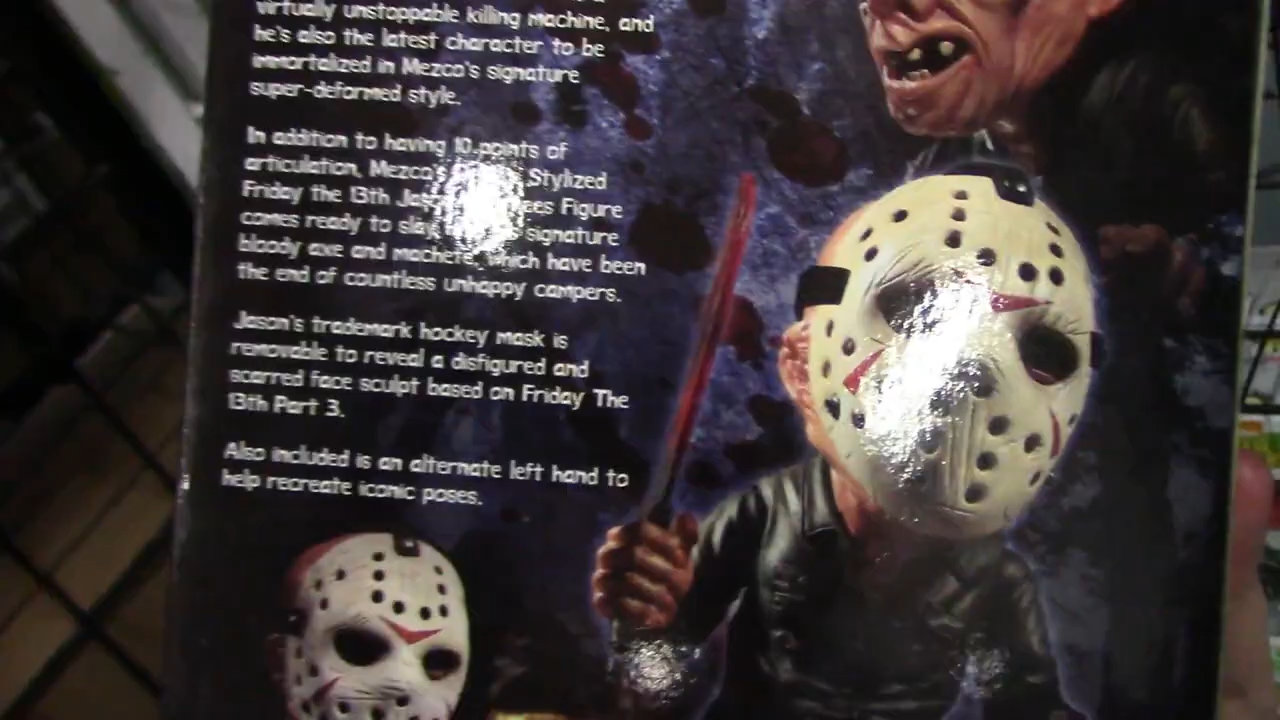 virtually unstoppable killing machine, and
he's also the latest character to be
immortalized in Mezco's signature
super-deformed style.
In addition to having 10 points of
articulation, Mezco's Stylized
Friday the 13th Figure
comes ready to slay signature
bloody axe and machete, which have been
the end of countless unhappy campers.
Jason's trademark hockey mask is
removable to reveal a disfigured and
scarred face sculpt based on Friday The
13th Part 3.
Also included is an alternate left hand to
help recreate iconic poses.